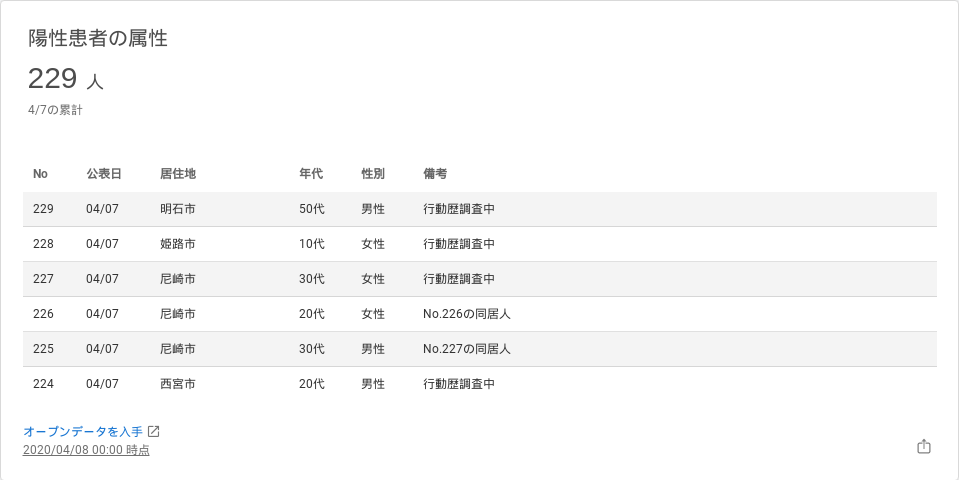 陽性患者の属性
229 人
4/7の累計
No 公表日 居住地 年代 性別 備考
229 04/07 明石市 50代 男性 行動歴調査中
228 04/07 姫路市 10代 女性 行動歴調査中
227 04/07 尼崎市 30代 女性 行動歴調査中
226 04/07 尼崎市 20代 女性 No.226の同居人
225 04/07 尼崎市 30代 男性 No.227の同居人
224 04/07 西宮市 20代 男性 行動歴調査中
オープンデータを入手
2020/04/08 00:00 時点